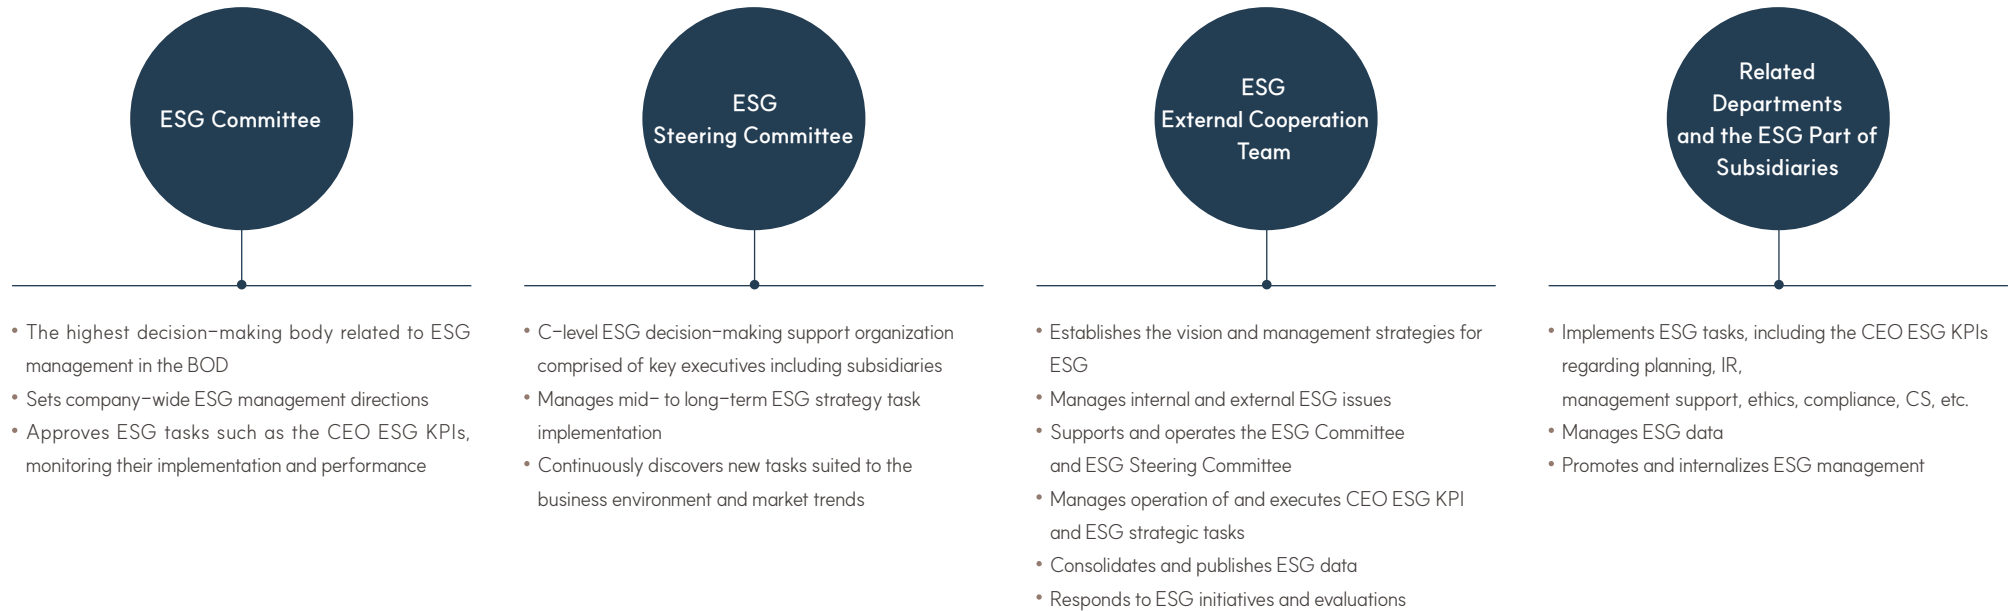 ESG Committee
• The highest decision-making body related to ESG
management in the BOD
• Sets company-wide ESG management directions
• Approves ESG tasks such as the CEO ESG KPIs,
monitoring their implementation and performance
ESG
Steering Committee
• C-level ESG decision-making support organization
comprised of key executives including subsidiaries
• Manages mid- to long-term ESG strategy task
implementation
• Continuously discovers new tasks suited to the
business environment and market trends
ESG
External Cooperation
Team
• Establishes the vision and management strategies for
ESG
• Manages internal and external ESG issues
• Supports and operates the ESG Committee
and ESG Steering Committee
• Manages operation of and executes CEO ESG KPI
and ESG strategic tasks
• Consolidates and publishes ESG data
• Responds to ESG initiatives and evaluations
Related
Departments
and the ESG Part of
Subsidiaries
• Implements ESG tasks, including the CEO ESG KPIs
regarding planning, IR,
management support, ethics, compliance, CS, etc.
• Manages ESG data
• Promotes and internalizes ESG management